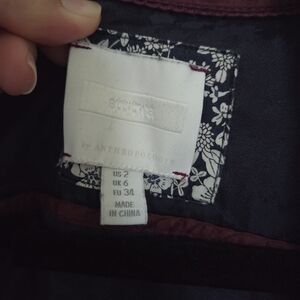 by ANTHROPOLOGIE
US 2
UK 6
EU 34
MADE
IN CHINA